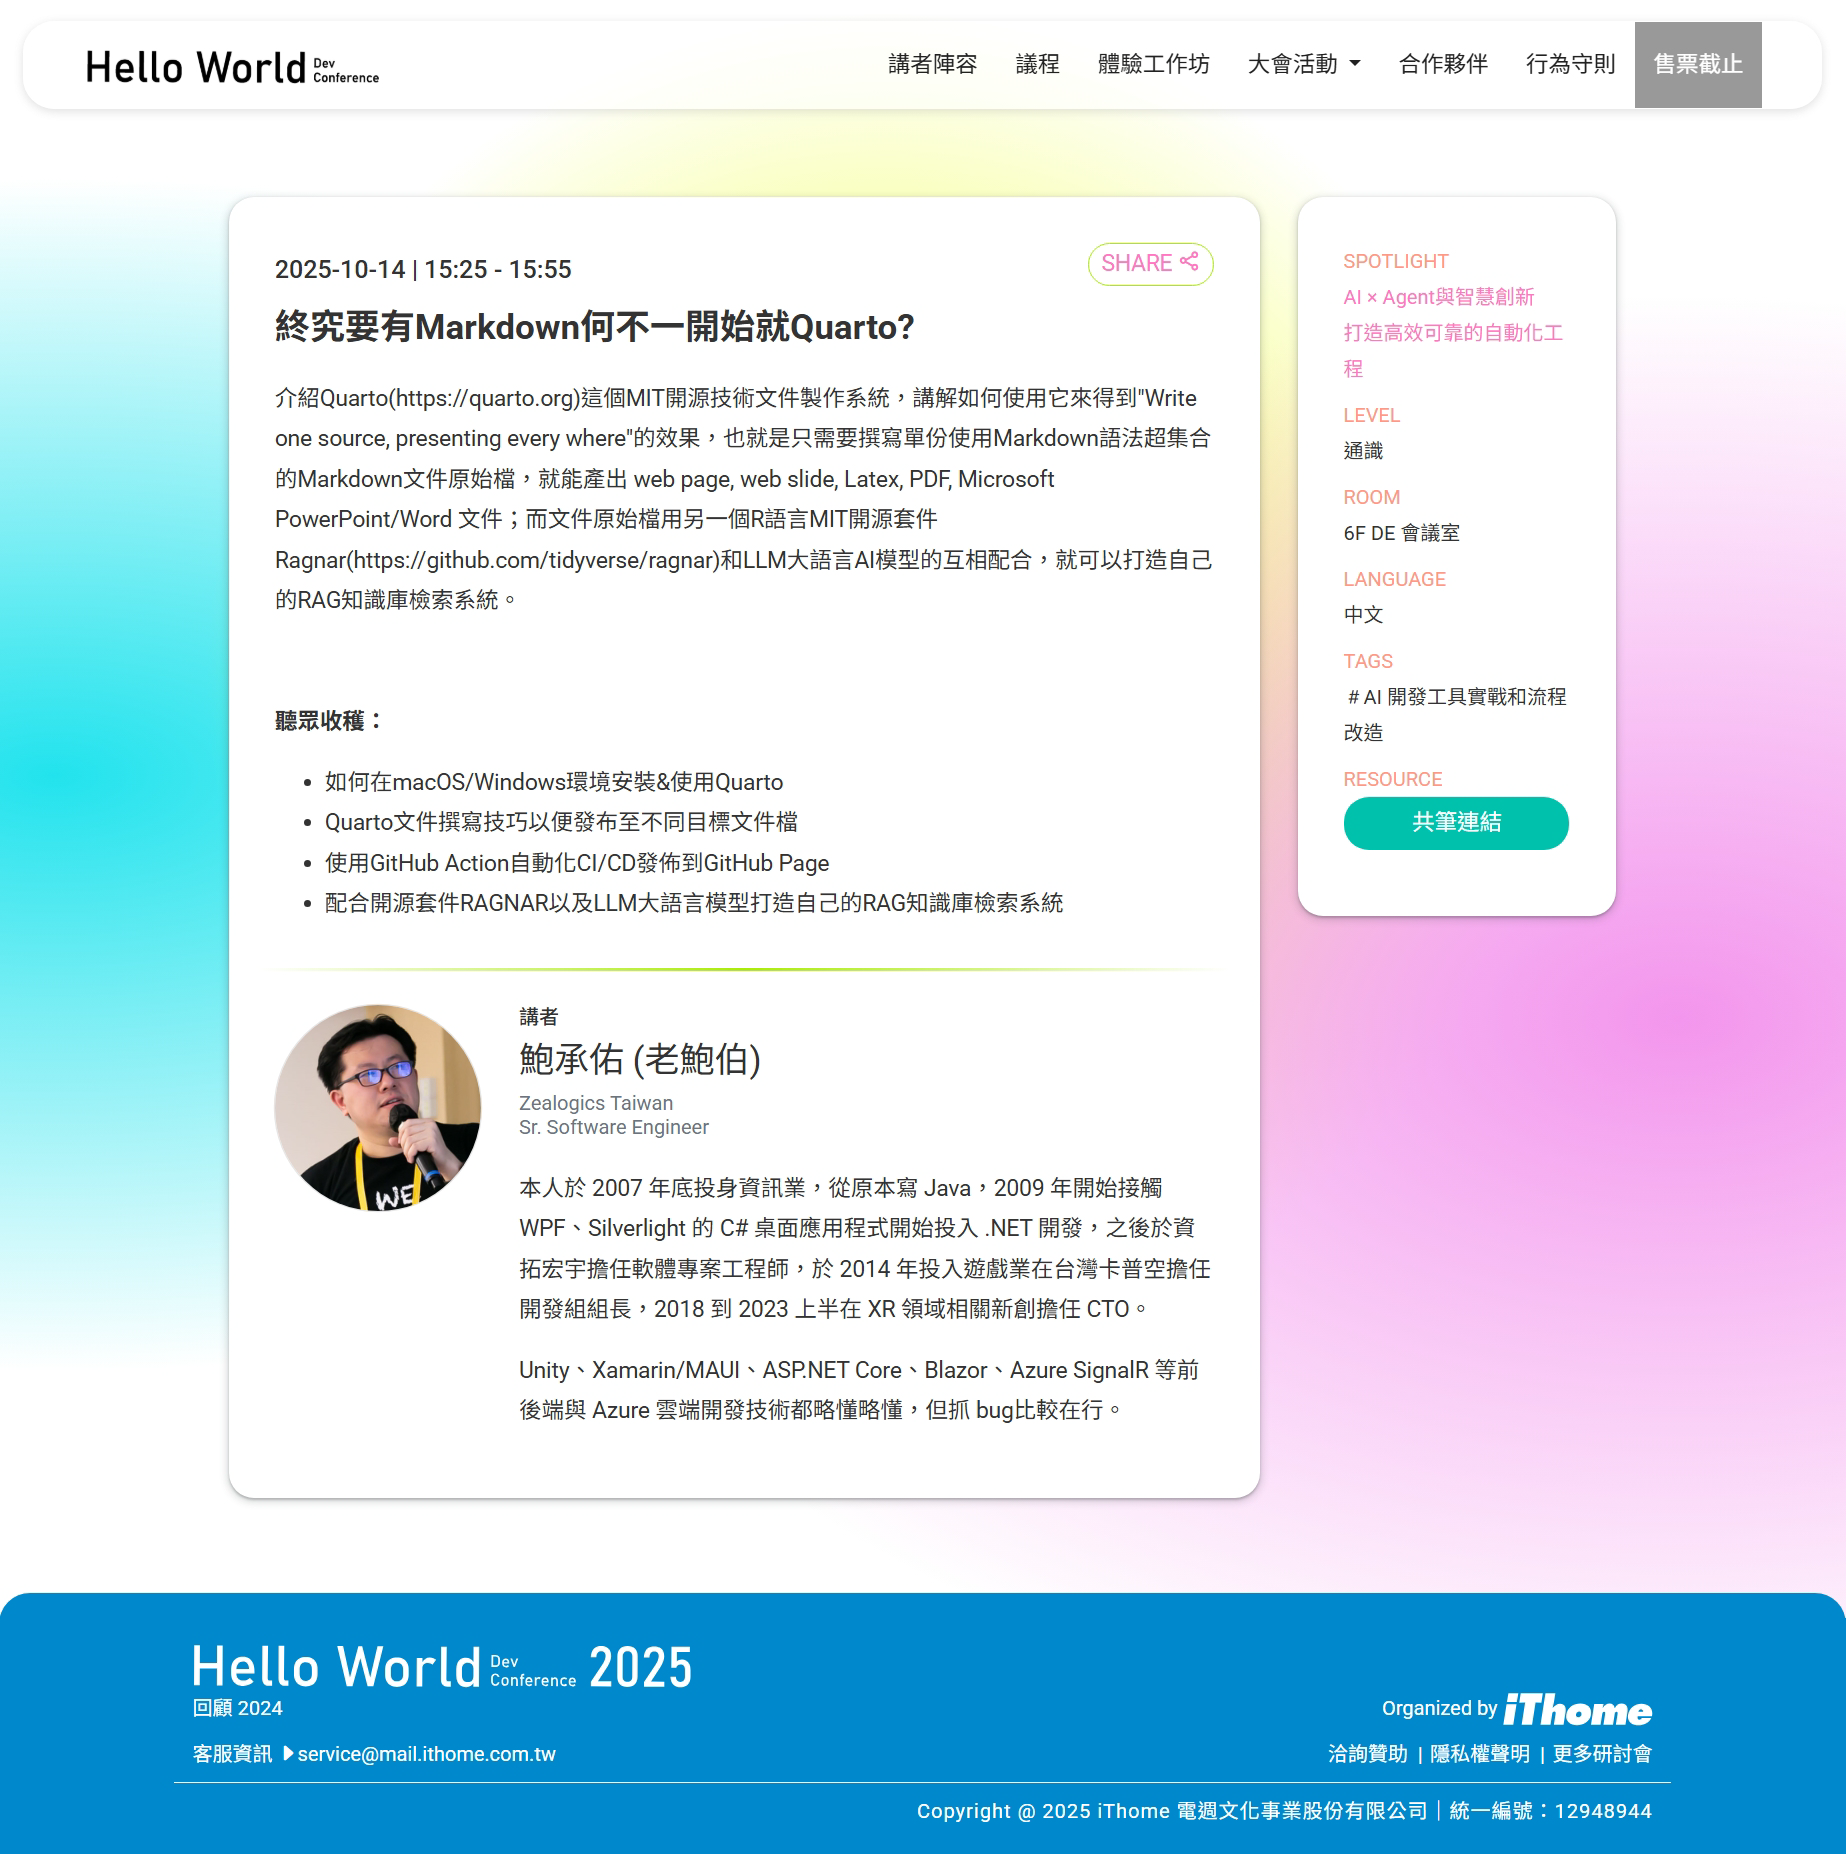 Hello World Dev Conference
講者陣容 議程 體驗工作坊 大會活動 合作夥伴 行為守則 售票截止
2025-10-14 | 15:25 - 15:55
SHARE
終究要有Markdown何不一開始就Quarto?
介紹Quarto(https://quarto.org)這個MIT開源技術文件製作系統，講解如何使用它來得到"Write
one source, presenting every where"的效果，也就是只需要撰寫單份使用Markdown語法超集合
的Markdown文件原始檔，就能產出 web page, web slide, Latex, PDF, Microsoft
PowerPoint/Word 文件；而文件原始檔用另一個R語言MIT開源套件
Ragnar(https://github.com/tidyverse/ragnar)和LLM大語言AI模型的互相配合，就可以打造自己
的RAG知識庫檢索系統。
聽眾收穫：
• 如何在macOS/Windows環境安裝&使用Quarto
• Quarto文件撰寫技巧以便發布至不同目標文件檔
• 使用GitHub Action自動化CI/CD發佈到GitHub Page
• 配合開源套件RAGNAR以及LLM大語言模型打造自己的RAG知識庫檢索系統
講者
鮑承佑 (老鮑伯)
Zealogics Taiwan
Sr. Software Engineer
本人於 2007 年底投身資訊業，從原本寫 Java，2009 年開始接觸
WPF、Silverlight 的 C# 桌面應用程式開始投入 .NET 開發，之後於資
拓宏宇擔任軟體專案工程師，於 2014 年投入遊戲業在台灣卡普空擔任
開發組組長，2018 到 2023 上半在 XR 領域相關新創擔任 CTO。
Unity、Xamarin/MAUI、ASP.NET Core、Blazor、Azure SignalR 等前
後端與 Azure 雲端開發技術都略懂略懂，但抓 bug比較在行。
WE
SPOTLIGHT
AI × Agent與智慧創新
打造高效可靠的自動化工
程
LEVEL
通識
ROOM
6F DE 會議室
LANGUAGE
中文
TAGS
# AI 開發工具實戰和流程
改造
RESOURCE
共筆連結
Hello World Dev Conference 2025
回顧 2024
客服資訊 service@mail.ithome.com.tw
Organized by iThome
洽詢贊助 | 隱私權聲明 | 更多研討會
Copyright @ 2025 iThome 電週文化事業股份有限公司｜統一編號：12948944